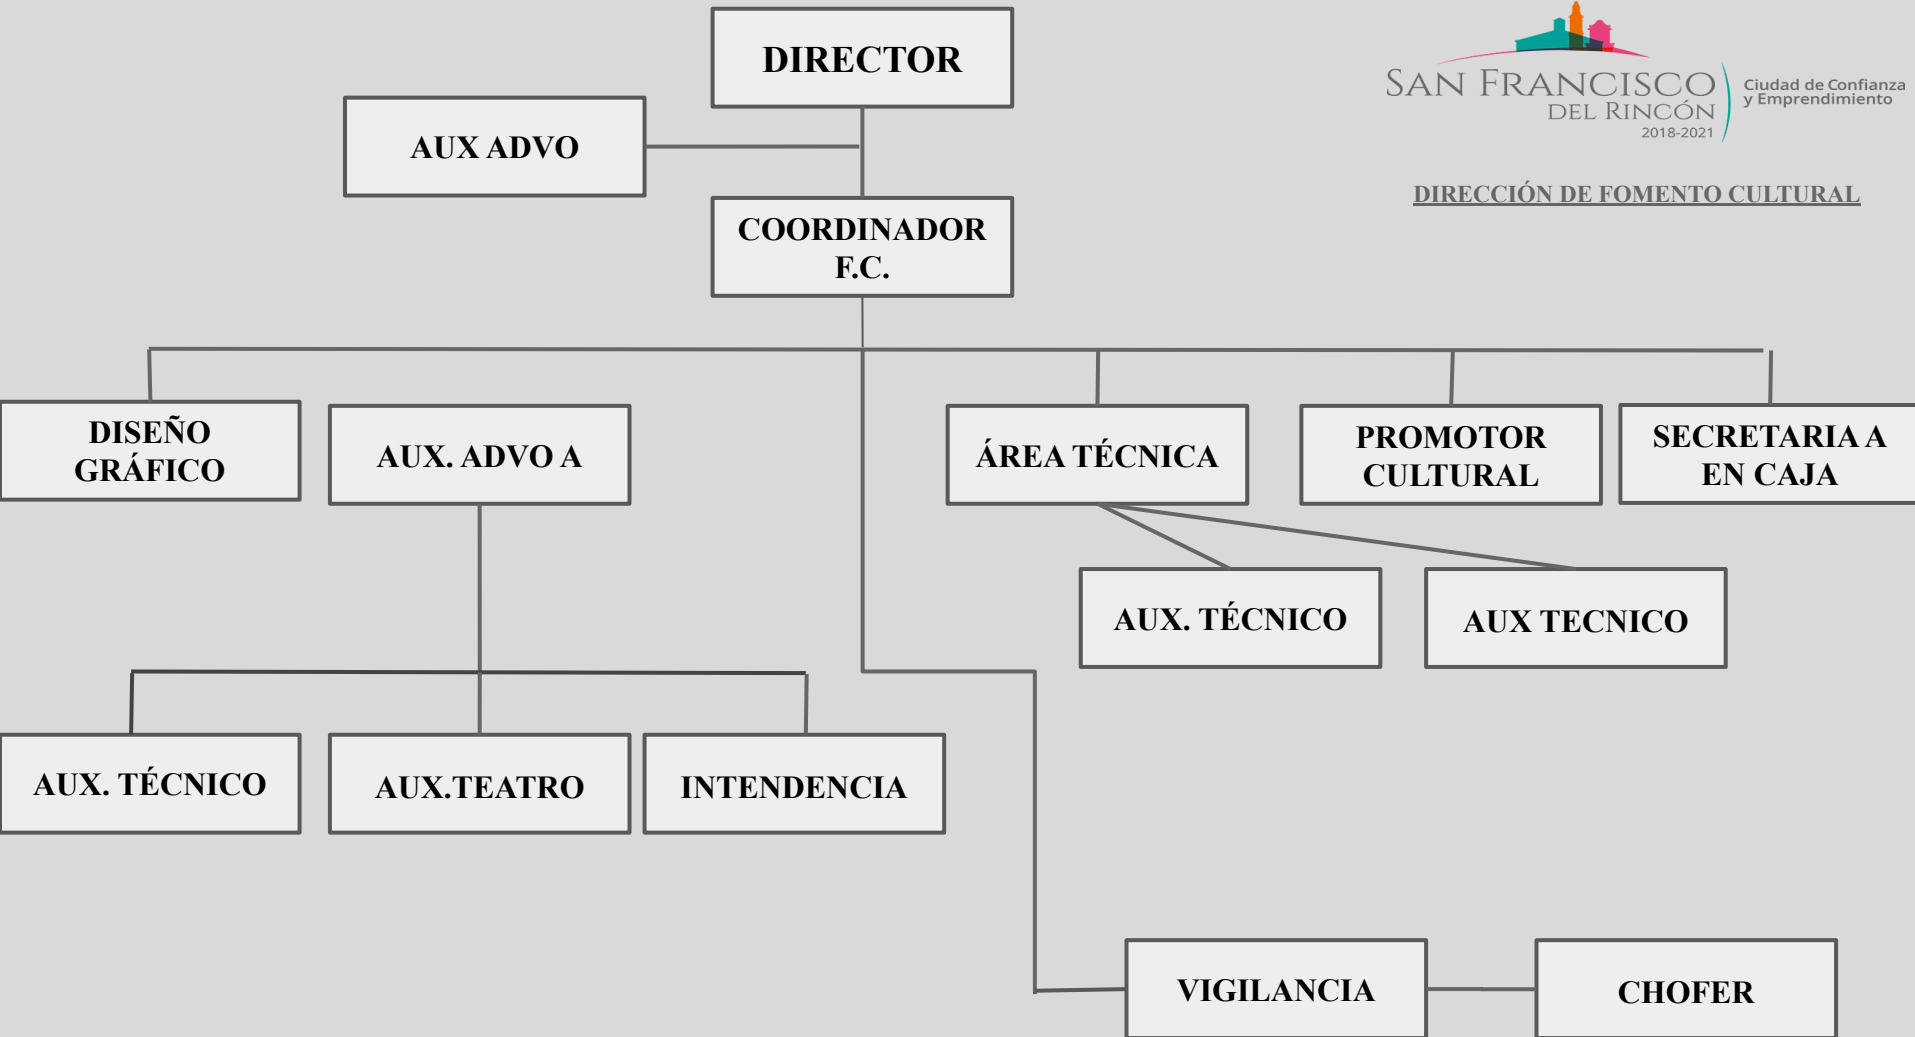 DIRECTOR
SAN FRANCISCO
DEL RINCÓN
2018-2021
Ciudad de Confianza
y Emprendimiento
AUX ADVO
DIRECCIÓN DE FOMENTO CULTURAL
COORDINADOR
F.C.
DISEÑO
GRÁFICO
AUX. ADVO A
ÁREA TÉCNICA
PROMOTOR
CULTURAL
SECRETARIA A
EN CAJA
AUX. TÉCNICO
AUX TECNICO
AUX. TÉCNICO
AUX.TEATRO
INTENDENCIA
VIGILANCIA
CHOFER